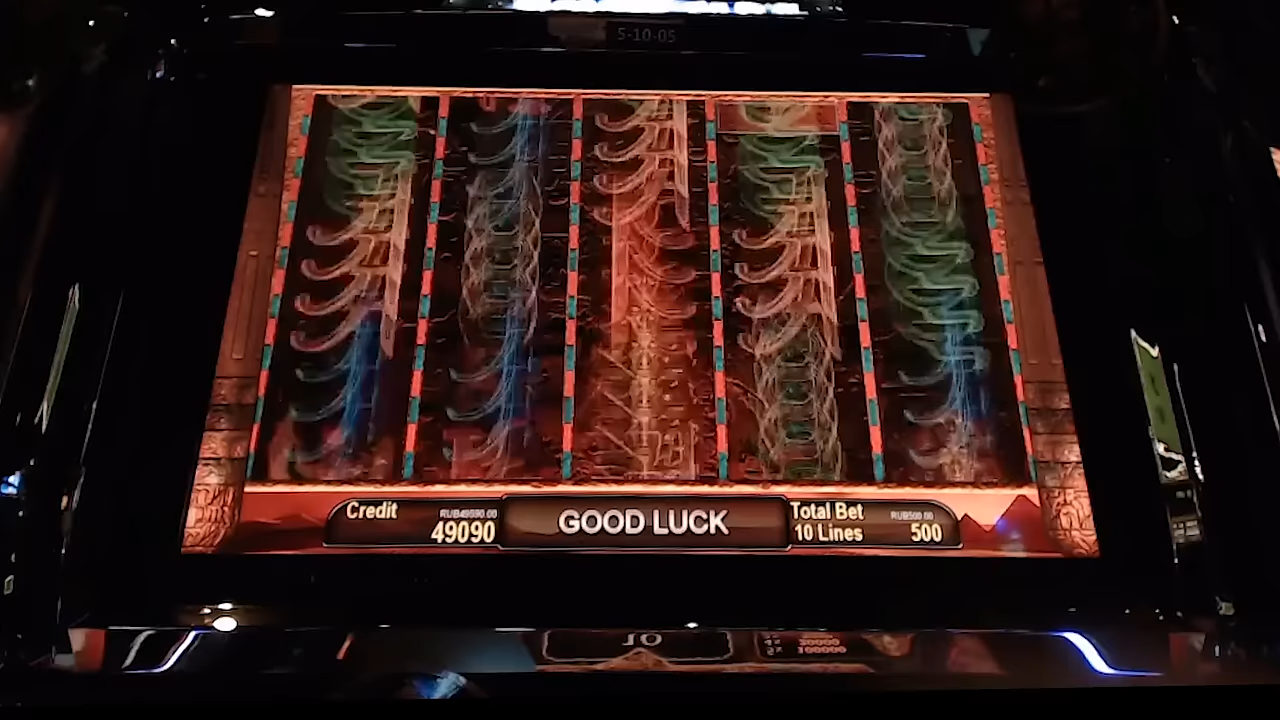 5-10-05
Credit
RUB49090.00
49090
GOOD LUCK
Total Bet
RUB500.00
10 Lines
500